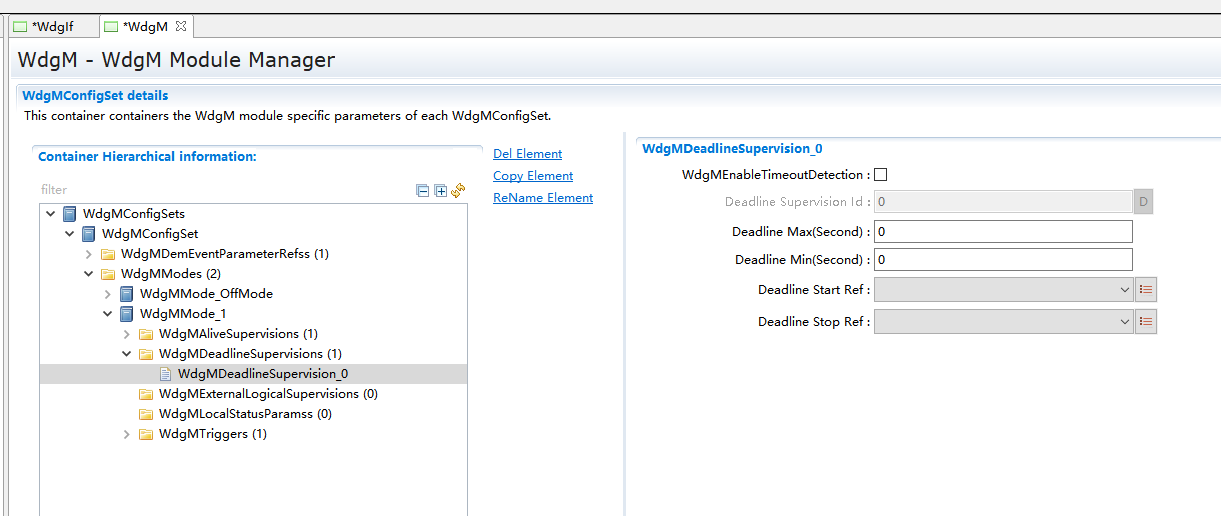 *WdgIf
*WdgM
WdgM - WdgM Module Manager
WdgMConfigSet details
This container containers the WdgM module specific parameters of each WdgMConfigSet.
Container Hierarchical information:
filter
WdgMConfigSets
WdgMConfigSet
WdgMDemEventParameterRefss (1)
WdgMModes (2)
WdgMMode_OffMode
WdgMMode_1
WdgMAliveSupervisions (1)
WdgMDeadlineSupervisions (1)
WdgMDeadlineSupervision_0
WdgMExternalLogicalSupervisions (0)
WdgMLocalStatusParamss (0)
WdgMTriggers (1)
Del Element
Copy Element
ReName Element
WdgMDeadlineSupervision_0
WdgMEnableTimeoutDetection :
Deadline Supervision Id : 0 D
Deadline Max(Second) : 0
Deadline Min(Second) : 0
Deadline Start Ref :
Deadline Stop Ref :